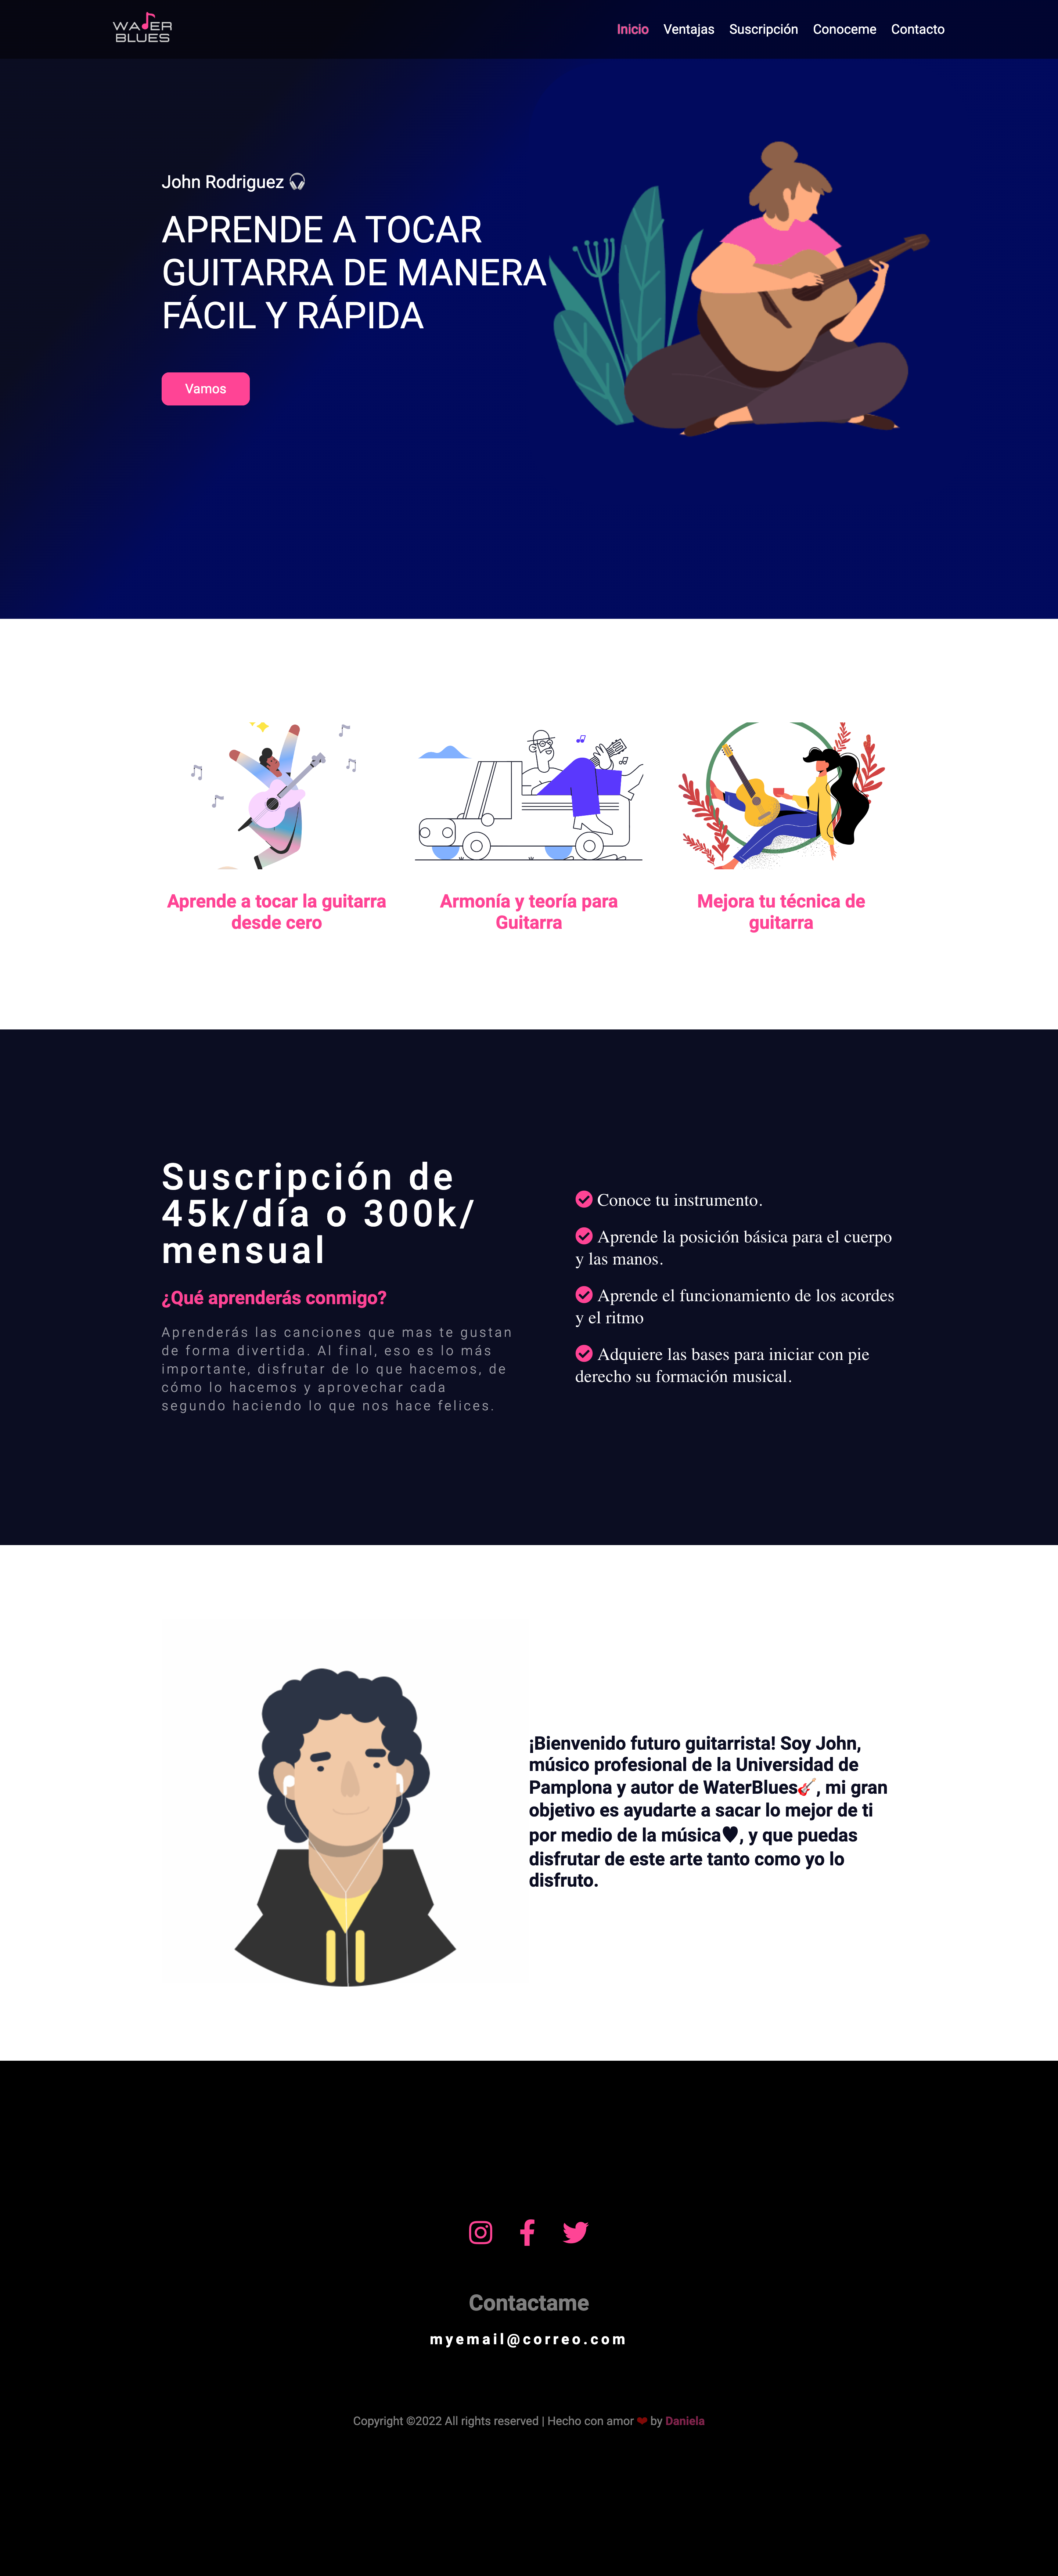 WATER
BLUES
Inicio Ventajas Suscripción Conoceme Contacto
John Rodriguez 🎧
APRENDE A TOCAR
GUITARRA DE MANERA
FÁCIL Y RÁPIDA
Vamos
Aprende a tocar la guitarra
desde cero
Armonía y teoría para
Guitarra
Mejora tu técnica de
guitarra
Suscripción de
45k/día o 300k/
mensual
¿Qué aprenderás conmigo?
Aprenderás las canciones que mas te gustan
de forma divertida. Al final, eso es lo más
importante, disfrutar de lo que hacemos, de
cómo lo hacemos y aprovechar cada
segundo haciendo lo que nos hace felices.
Conoce tu instrumento.
Aprende la posición básica para el cuerpo
y las manos.
Aprende el funcionamiento de los acordes
y el ritmo
Adquiere las bases para iniciar con pie
derecho su formación musical.
¡Bienvenido futuro guitarrista! Soy John,
músico profesional de la Universidad de
Pamplona y autor de WaterBlues🎸, mi gran
objetivo es ayudarte a sacar lo mejor de ti
por medio de la música🖤, y que puedas
disfrutar de este arte tanto como yo lo
disfruto.
Contactame
myemail@correo.com
Copyright ©2022 All rights reserved | Hecho con amor ❤ by Daniela